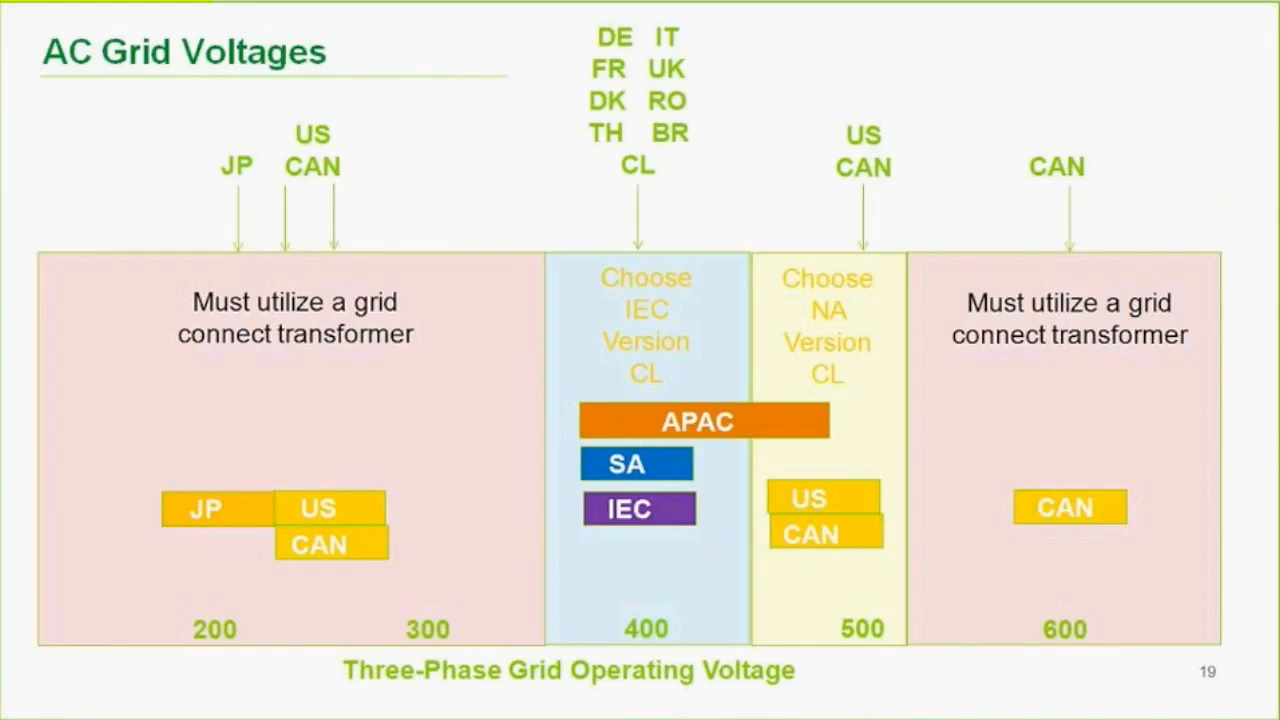 AC Grid Voltages
DE IT
FR UK
DK RO
TH BR
CL
JP
US
CAN
US
CAN
CAN
Must utilize a grid
connect transformer
Choose
IEC
Version
CL
Choose
NA
Version
CL
Must utilize a grid
connect transformer
APAC
SA
IEC
JP
US
CAN
US
CAN
CAN
200 300 400 500 600
Three-Phase Grid Operating Voltage
19